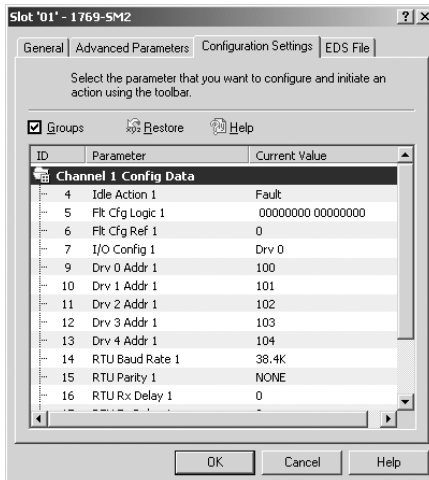 Slot '01' - 1769-SM2
General Advanced Parameters Configuration Settings EDS File
Select the parameter that you want to configure and initiate an
action using the toolbar.
Groups Restore Help
ID Parameter Current Value
Channel 1 Config Data
4 Idle Action 1 Fault
5 Flt Cfg Logic 1 00000000 00000000
6 Flt Cfg Ref 1 0
7 I/O Config 1 Drv 0
9 Drv 0 Addr 1 100
10 Drv 1 Addr 1 101
11 Drv 2 Addr 1 102
12 Drv 3 Addr 1 103
13 Drv 4 Addr 1 104
14 RTU Baud Rate 1 38.4K
15 RTU Parity 1 NONE
16 RTU Rx Delay 1 0
OK Cancel Help